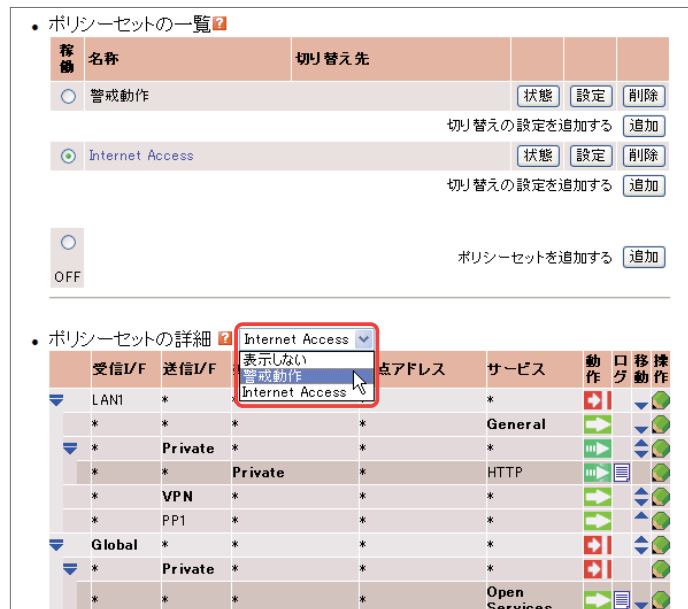 • ポリシーセットの一覧?
稼働 名称 切り替え先
警戒動作 状態 設定 削除
切り替えの設定を追加する 追加
Internet Access 状態 設定 削除
切り替えの設定を追加する 追加
OFF ポリシーセットを追加する 追加
• ポリシーセットの詳細 ? Internet Access
表示しない
警戒動作
Internet Access
受信I/F 送信I/F 点アドレス サービス 動作 ログ 移動 操作
LAN1 * * *
* * * * General
* Private * * *
* * Private * HTTP
* VPN * * *
* PP1 * * *
Global * * * *
* Private * * *
* * * * Open Services